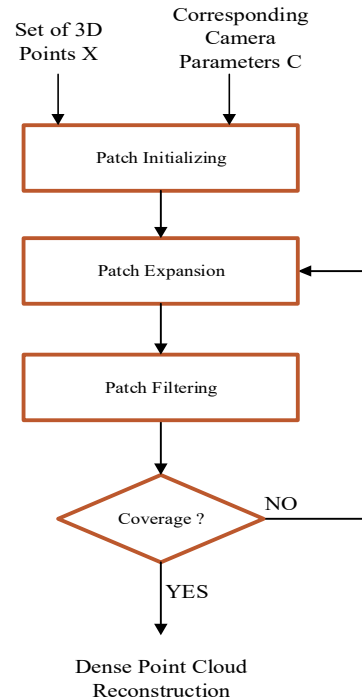 Set of 3D
Points X
Corresponding
Camera
Parameters C
Patch Initializing
Patch Expansion
Patch Filtering
Coverage ?
NO
YES
Dense Point Cloud
Reconstruction